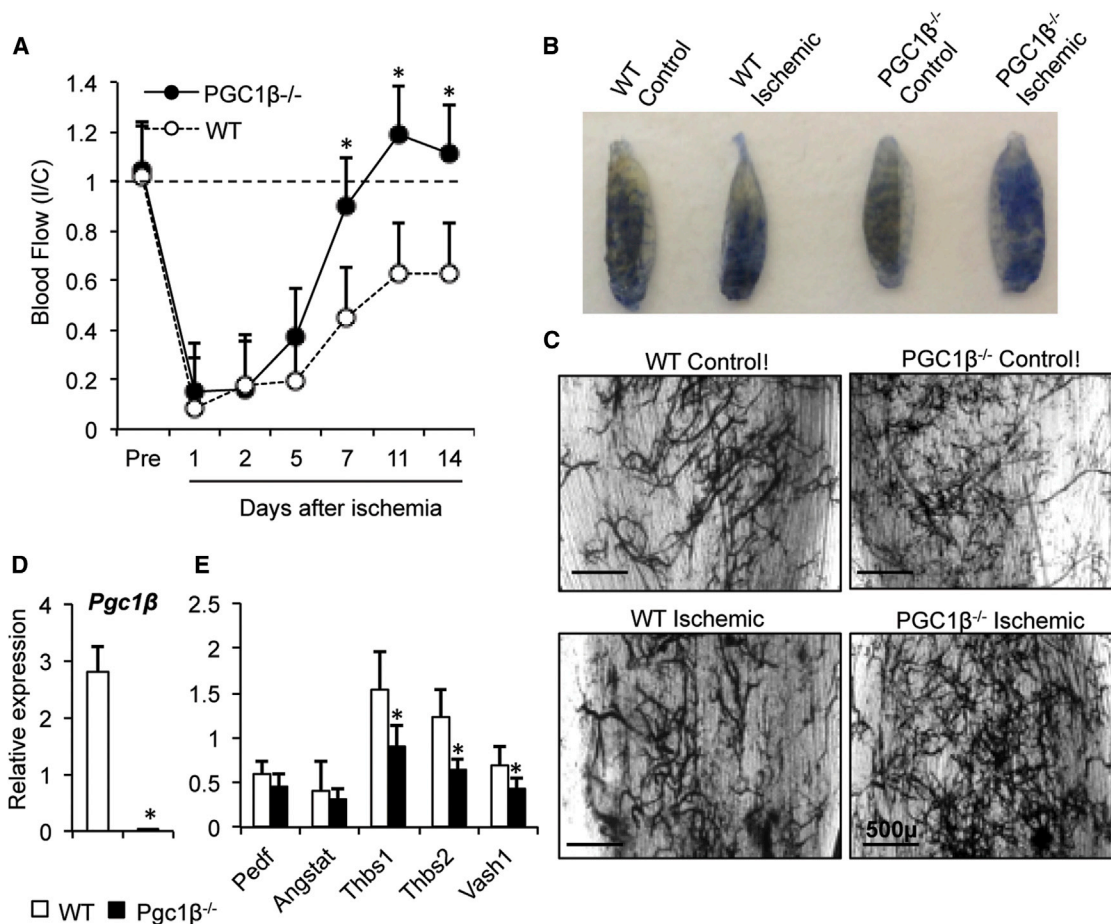 A
1.4
1.2
1
0.8
0.6
0.4
0.2
0
Blood Flow (I/C)
PGC1β-/-
WT
*
*
*
Pre 1 2 5 7 11 14
Days after ischemia
B
WT Control
WT Ischemic
PGC1β-/- Control
PGC1β-/- Ischemic
C
WT Control!
PGC1β-/- Control!
WT Ischemic
PGC1β-/- Ischemic
500µ
D
Pgc1β
4
3
2
1
0
Relative expression
*
E
2.5
2
1.5
1
0.5
0
*
*
*
Pedf Angstat Thbs1 Thbs2 Vash1
WT Pgc1β-/-